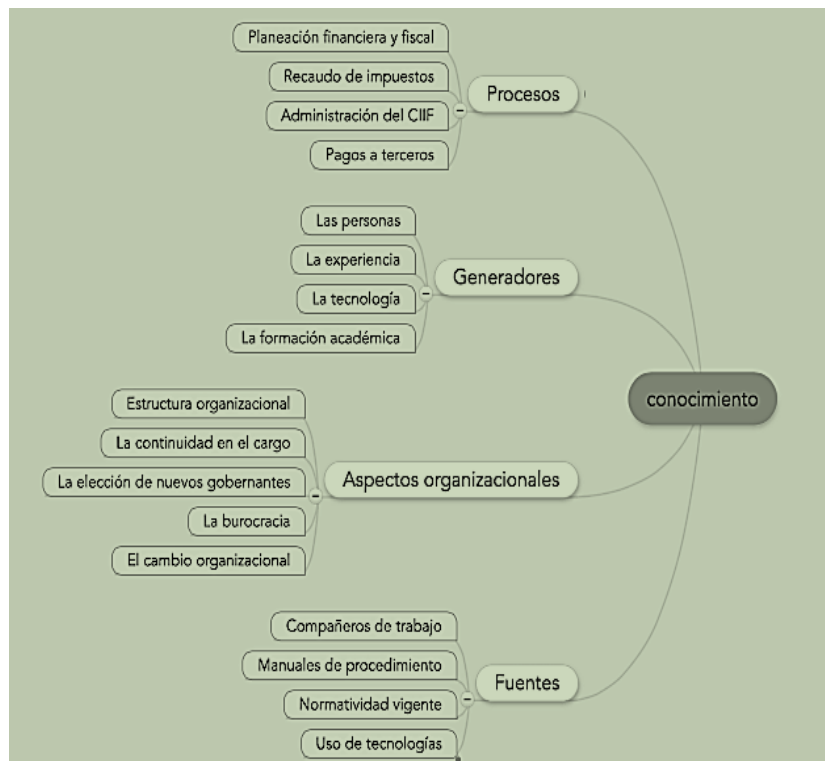 Planeación financiera y fiscal
Recaudo de impuestos
Administración del CIIF
Pagos a terceros
Procesos
Las personas
La experiencia
La tecnología
La formación académica
Generadores
conocimiento
Estructura organizacional
La continuidad en el cargo
La elección de nuevos gobernantes
La burocracia
El cambio organizacional
Aspectos organizacionales
Compañeros de trabajo
Manuales de procedimiento
Normatividad vigente
Uso de tecnologías
Fuentes